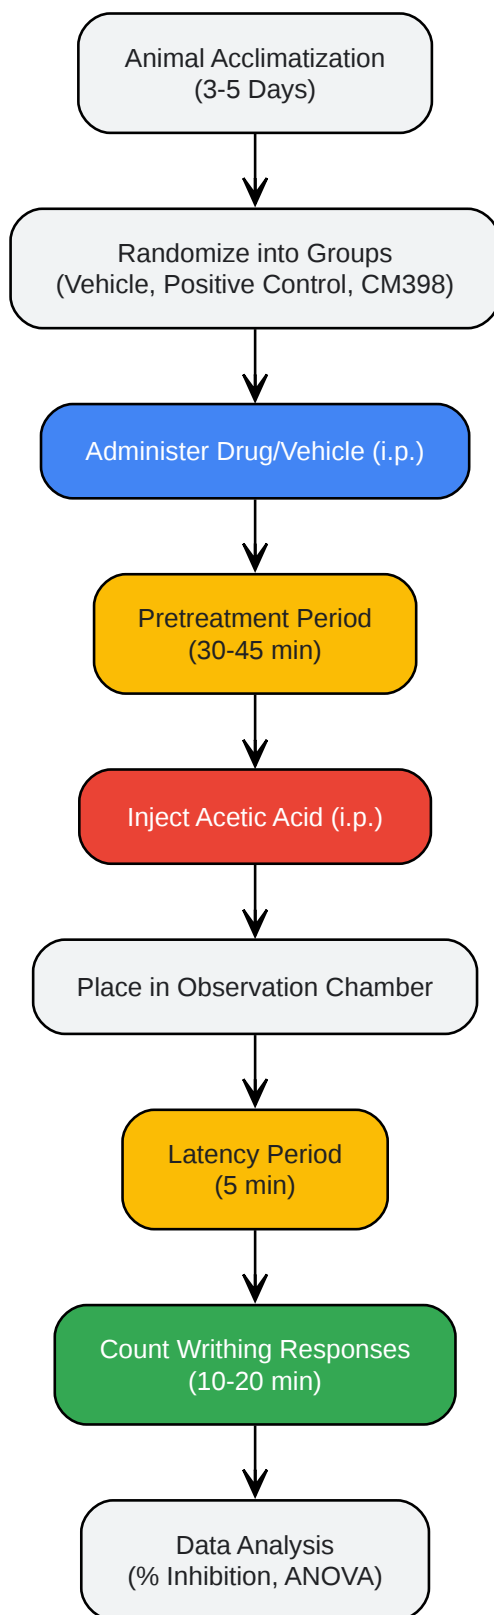 Animal Acclimatization
(3-5 Days)
Randomize into Groups
(Vehicle, Positive Control, CM398)
Administer Drug/Vehicle (i.p.)
Pretreatment Period
(30-45 min)
Inject Acetic Acid (i.p.)
Place in Observation Chamber
Latency Period
(5 min)
Count Writhing Responses
(10-20 min)
Data Analysis
(% Inhibition, ANOVA)